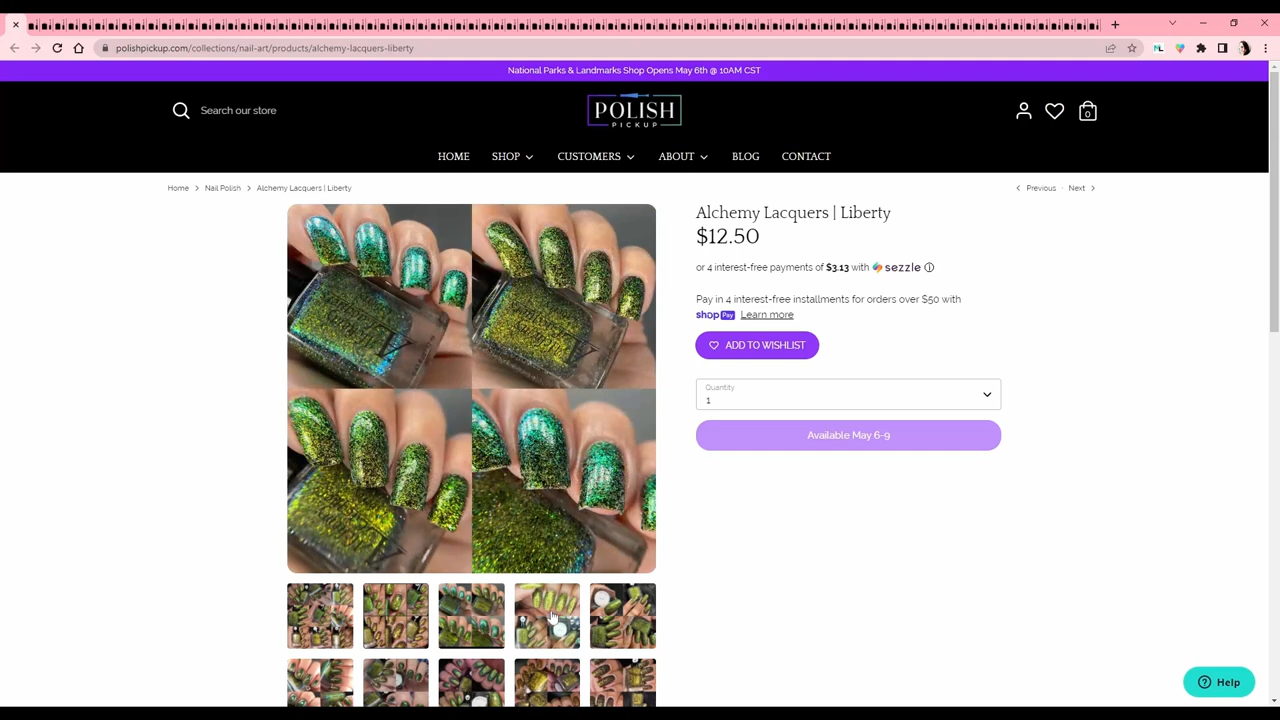 polishpickup.com/collections/nail-art/products/alchemy-lacquers-liberty
National Parks & Landmarks Shop Opens May 6th @ 10AM CST
Search our store
POLISH
PICKUP
0
HOME
SHOP
CUSTOMERS
ABOUT
BLOG
CONTACT
Home > Nail Polish > Alchemy Lacquers | Liberty
< Previous · Next >
Alchemy Lacquers | Liberty
$12.50
or 4 interest-free payments of $3.13 with sezzle
Pay in 4 interest-free installments for orders over $50 with
shop Pay Learn more
ADD TO WISHLIST
Quantity
1
Available May 6-9
Help